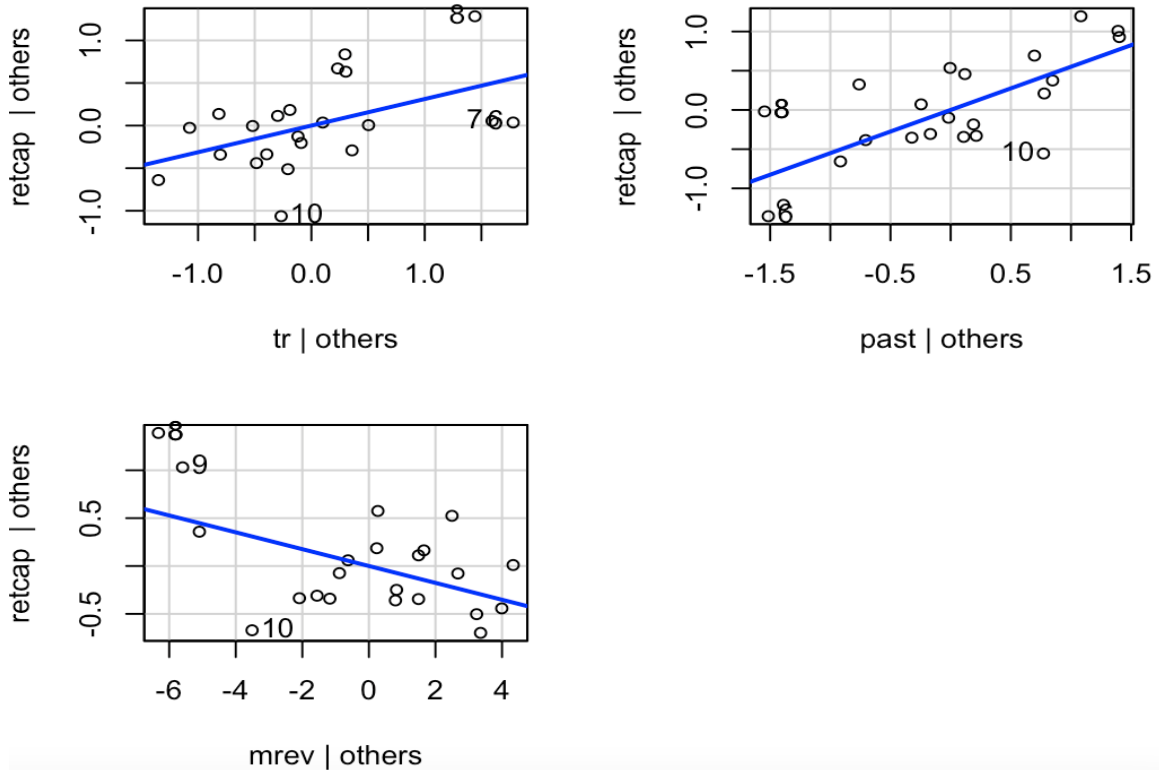 retcap | others
1.0
0.0
-1.0
8
7
6
10
-1.0 0.0 1.0
tr | others
retcap | others
1.0
0.0
-1.0
8
10
-1.5 -0.5 0.5 1.5
past | others
retcap | others
0.5
-0.5
8
9
10
-6 -4 -2 0 2 4
mrev | others